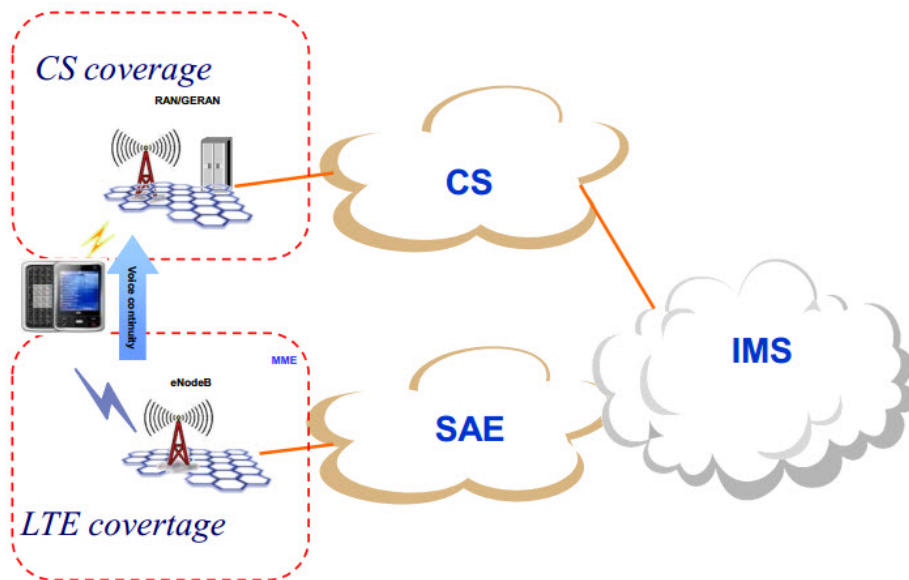 CS coverage
RAN/GERAN
CS
Voice continuity
IMS
MME
eNodeB
SAE
LTE covertage